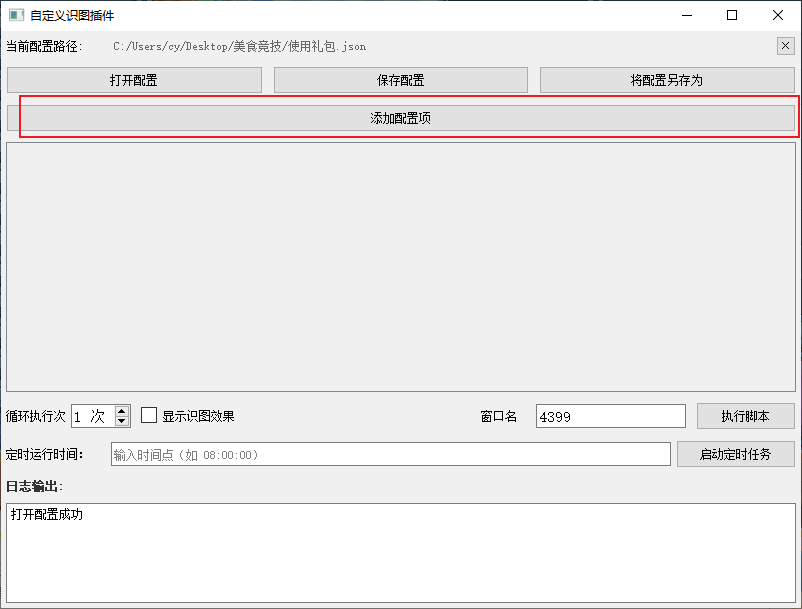 自定义识图插件
当前配置路径: C:/Users/cy/Desktop/美食竞技/使用礼包.json
打开配置 保存配置 将配置另存为
添加配置项
循环执行次 1 次 显示识图效果 窗口名 4399 执行脚本
定时运行时间: 输入时间点（如 08:00:00） 启动定时任务
日志输出:
打开配置成功